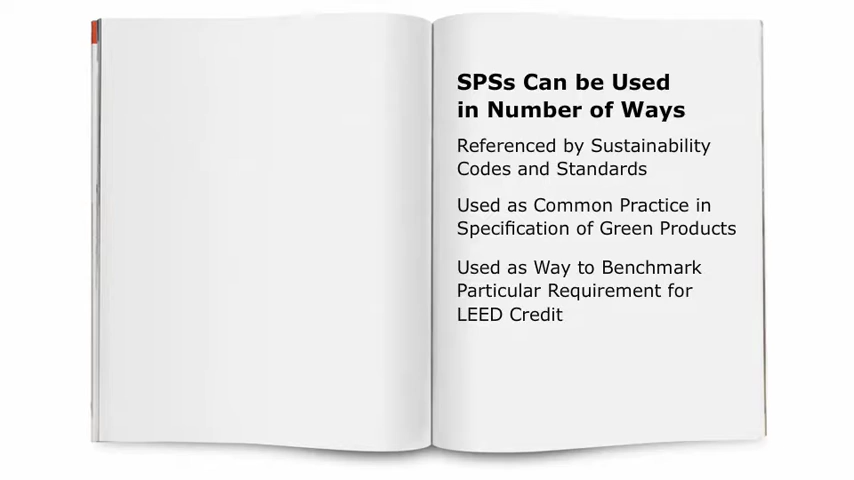 SPSs Can be Used
in Number of Ways
Referenced by Sustainability
Codes and Standards
Used as Common Practice in
Specification of Green Products
Used as Way to Benchmark
Particular Requirement for
LEED Credit